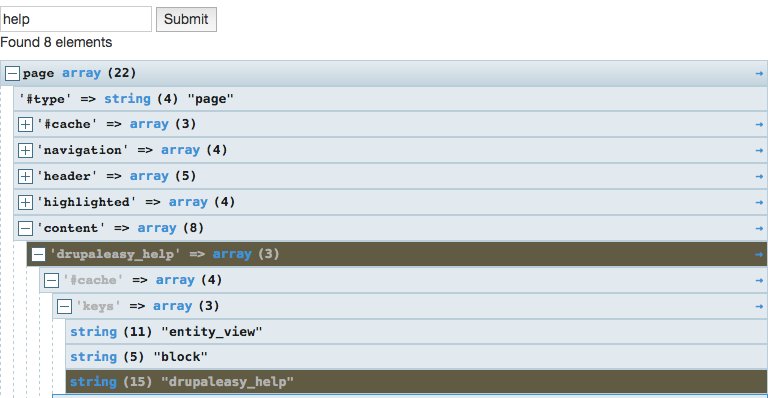 help Submit
Found 8 elements
page array (22)
'#type' => string (4) "page"
'#cache' => array (3)
'navigation' => array (4)
'header' => array (5)
'highlighted' => array (4)
'content' => array (8)
'drupaleasy_help' => array (3)
'#cache' => array (4)
'keys' => array (3)
string (11) "entity_view"
string (5) "block"
string (15) "drupaleasy_help"